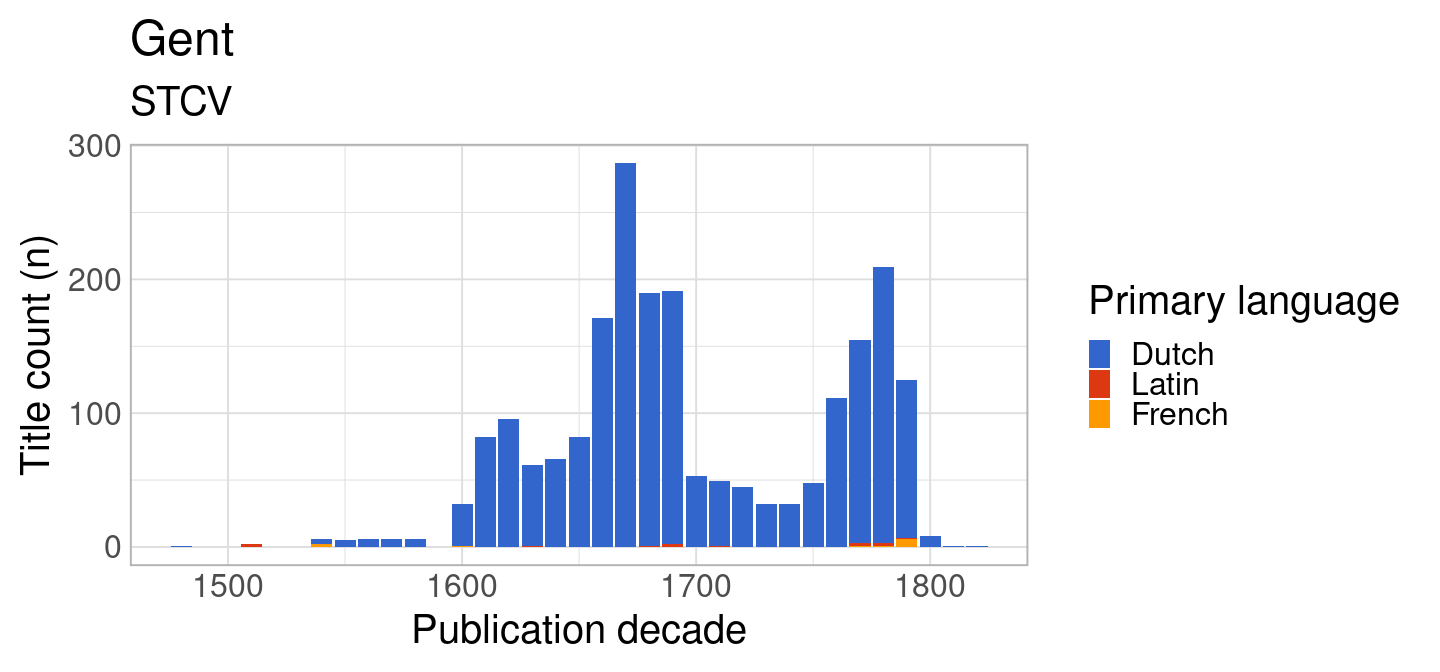 Gent
STCV
300
200
100
0
Title count (n)
1500 1600 1700 1800
Publication decade
Primary language
Dutch
Latin
French